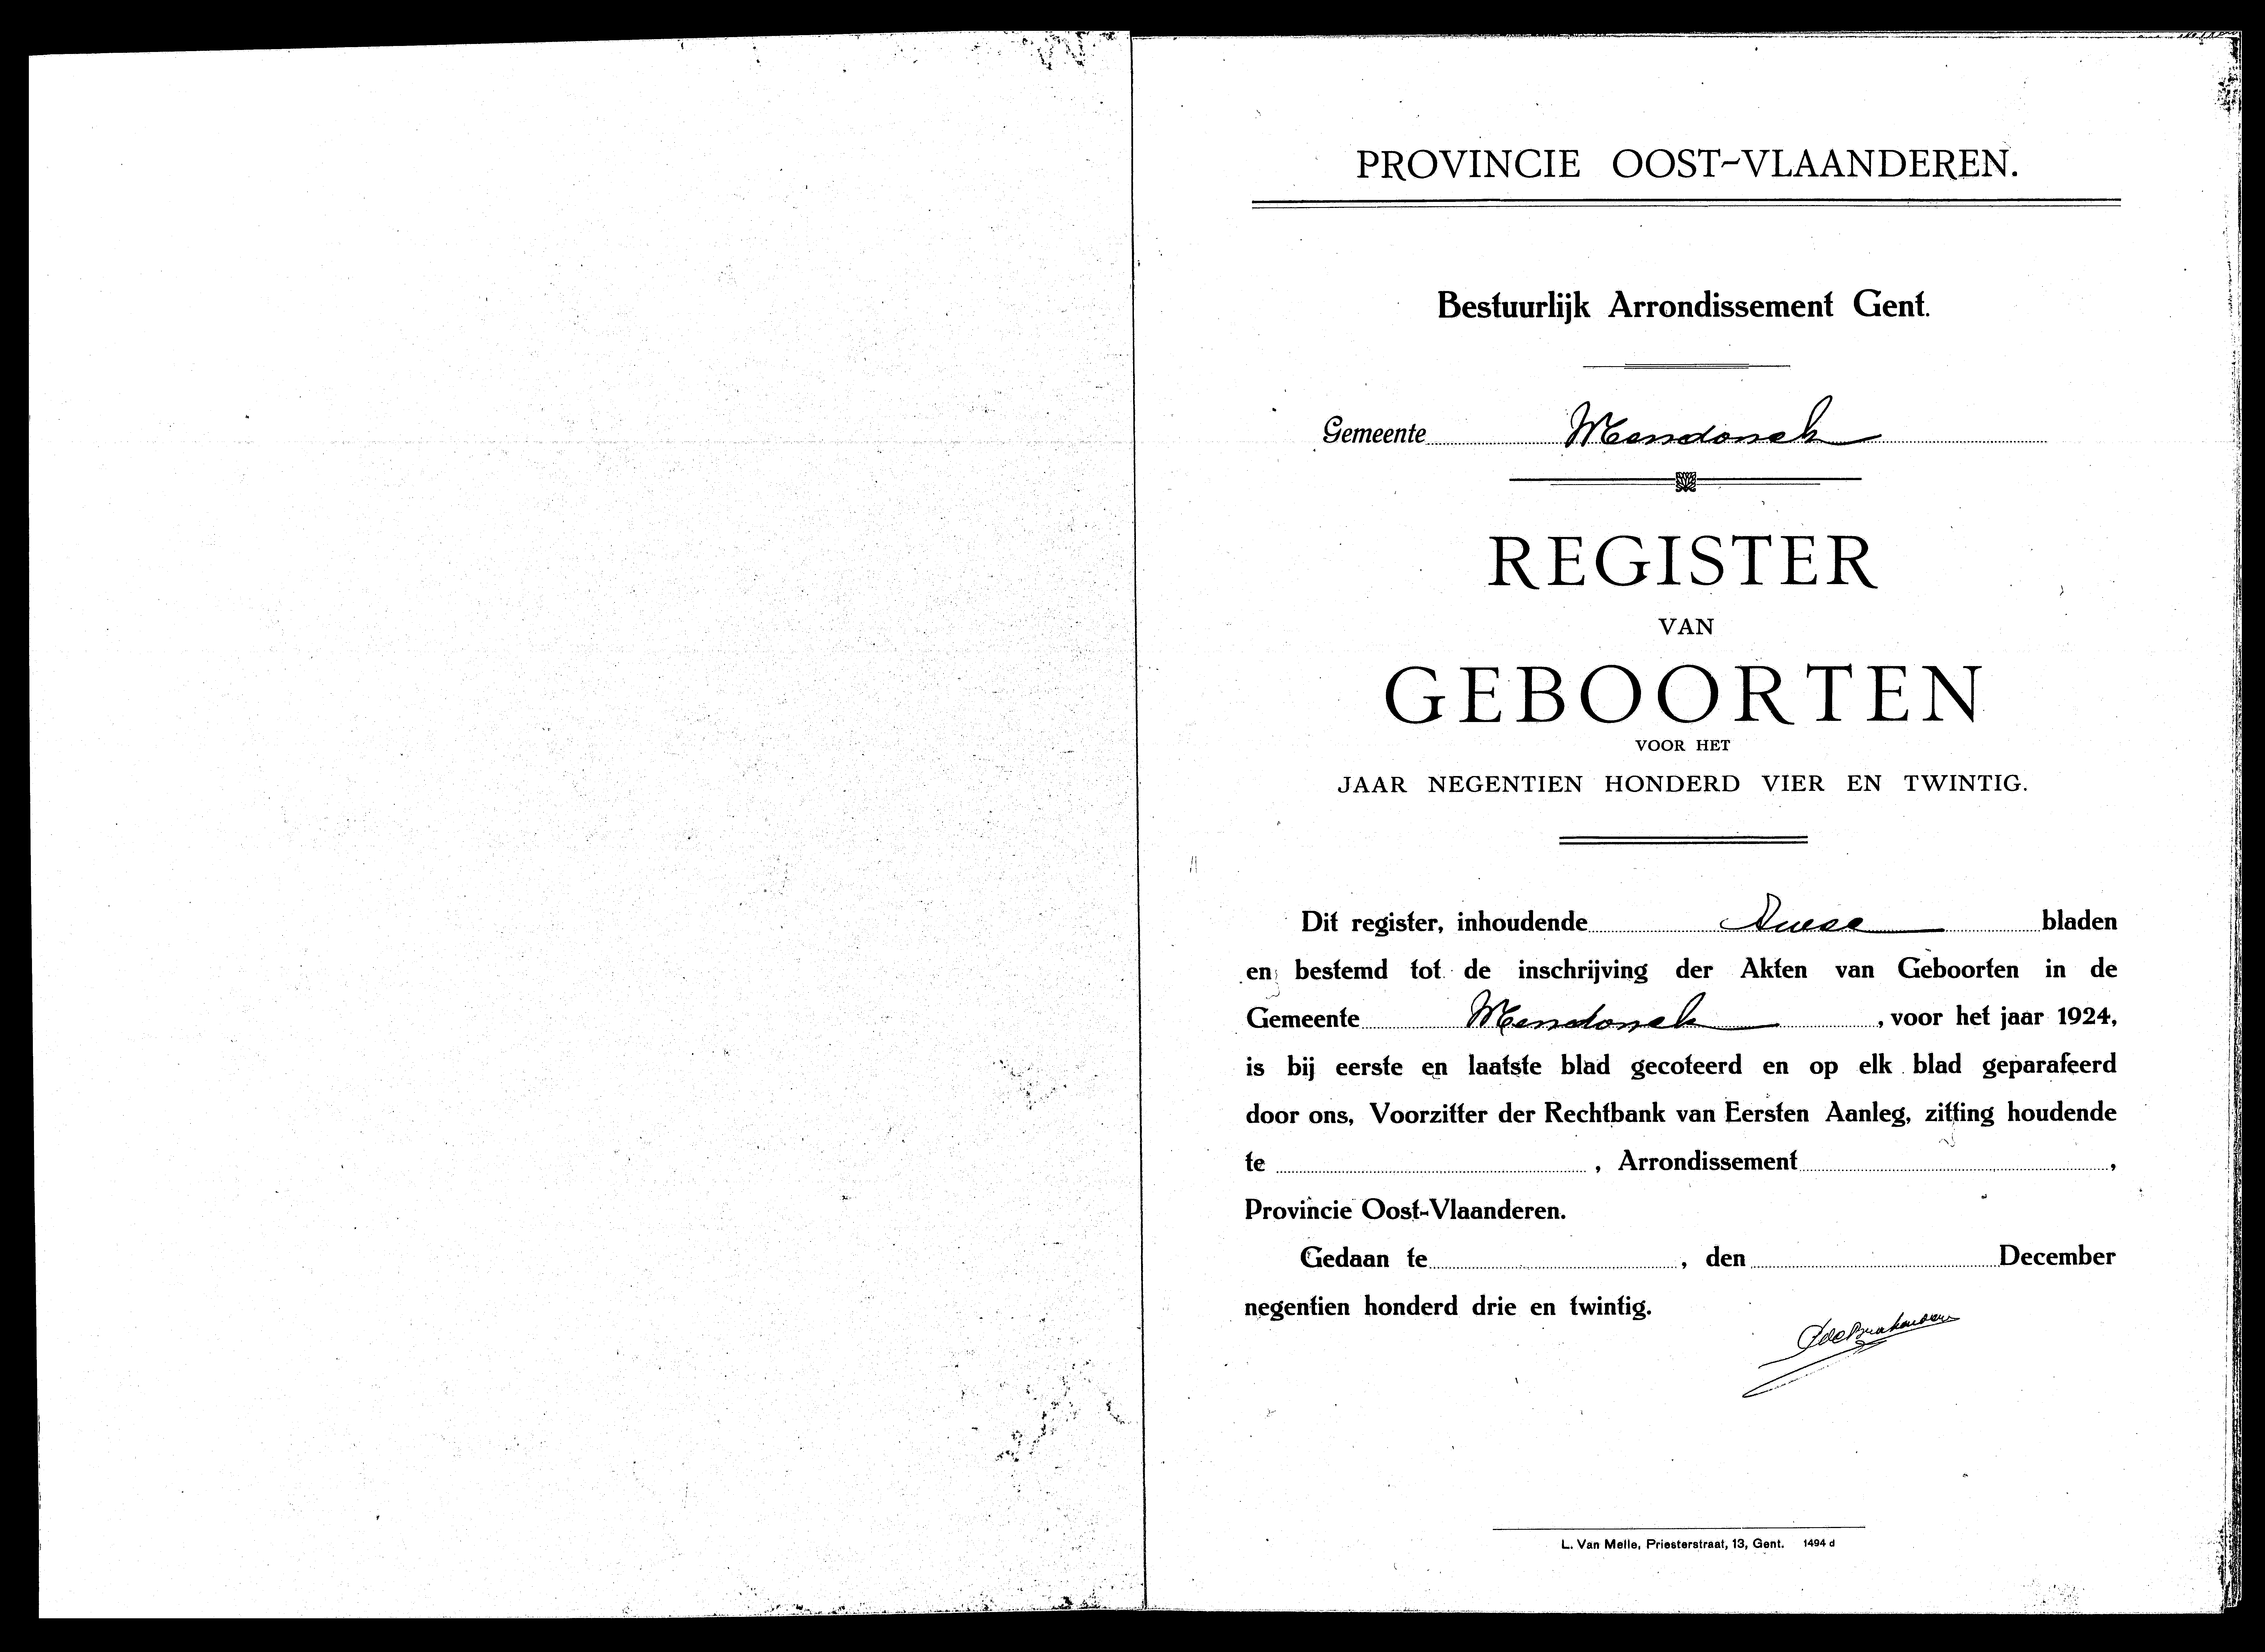 PROVINCIE OOST-VLAANDEREN.
Bestuurlijk Arrondissement Gent.
Gemeente Mendonck
REGISTER
VAN
GEBOORTEN
VOOR HET
JAAR NEGENTIEN HONDERD VIER EN TWINTIG.
Dit register, inhoudende bladen
en bestemd tot de inschrijving der Akten van Geboorten in de
Gemeente Mendonck, voor het jaar 1924,
is bij eerste en laatste blad gecoteerd en op elk blad geparafeerd
door ons, Voorzitter der Rechtbank van Eersten Aanleg, zitting houdende
te , Arrondissement ,
Provincie Oost-Vlaanderen.
Gedaan te , den December
negentien honderd drie en twintig.
L. Van Melle, Priesterstraat, 13, Gent. 1494 d